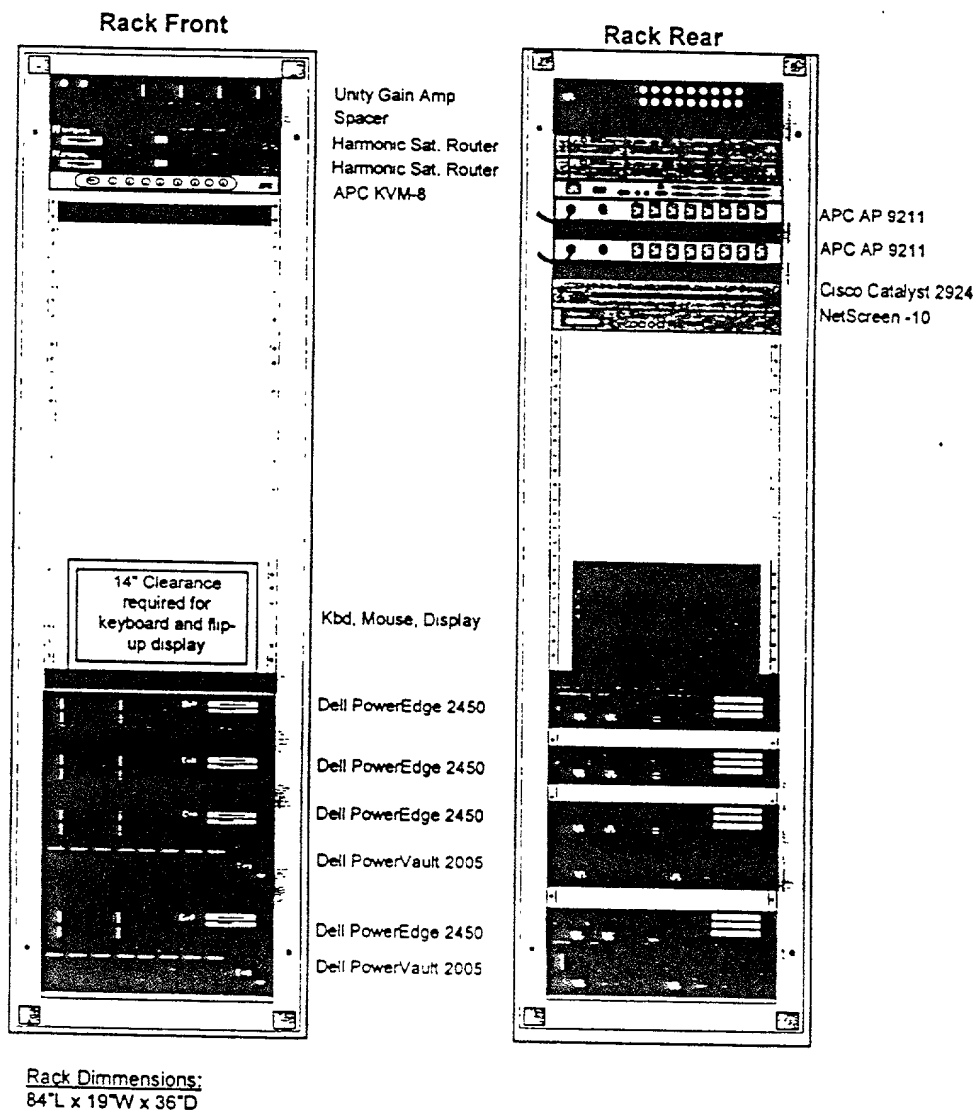 Rack Front
Rack Rear
Unity Gain Amp
Spacer
Harmonic Sat. Router
Harmonic Sat. Router
APC KVM-8
APC AP 9211
APC AP 9211
Cisco Catalyst 2924
NetScreen -10
14" Clearance
required for
keyboard and flip-
up display
Kbd, Mouse, Display
Dell PowerEdge 2450
Dell PowerEdge 2450
Dell PowerEdge 2450
Dell PowerVault 2005
Dell PowerEdge 2450
Dell PowerVault 2005
Rack Dimmensions:
84"L x 19"W x 36"D